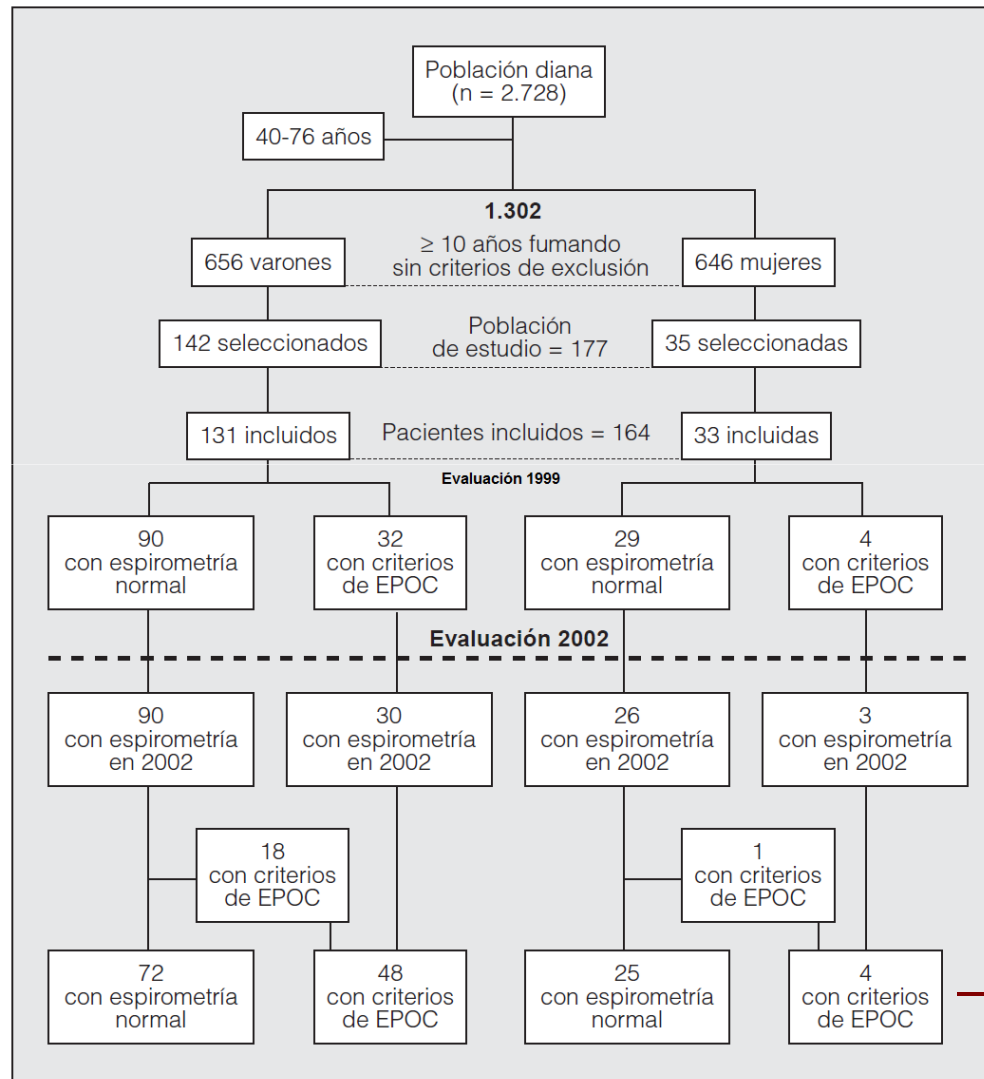 Población diana
(n = 2.728)
40-76 años
1.302
≥ 10 años fumando
sin criterios de exclusión
656 varones
646 mujeres
Población
de estudio = 177
142 seleccionados
35 seleccionadas
131 incluidos
Pacientes incluidos = 164
33 incluidas
Evaluación 1999
90
con espirometría
normal
32
con criterios
de EPOC
29
con espirometría
normal
4
con criterios
de EPOC
Evaluación 2002
90
con espirometría
en 2002
30
con espirometría
en 2002
26
con espirometría
en 2002
3
con espirometría
en 2002
18
con criterios
de EPOC
1
con criterios
de EPOC
72
con espirometría
normal
48
con criterios
de EPOC
25
con espirometría
normal
4
con criterios
de EPOC